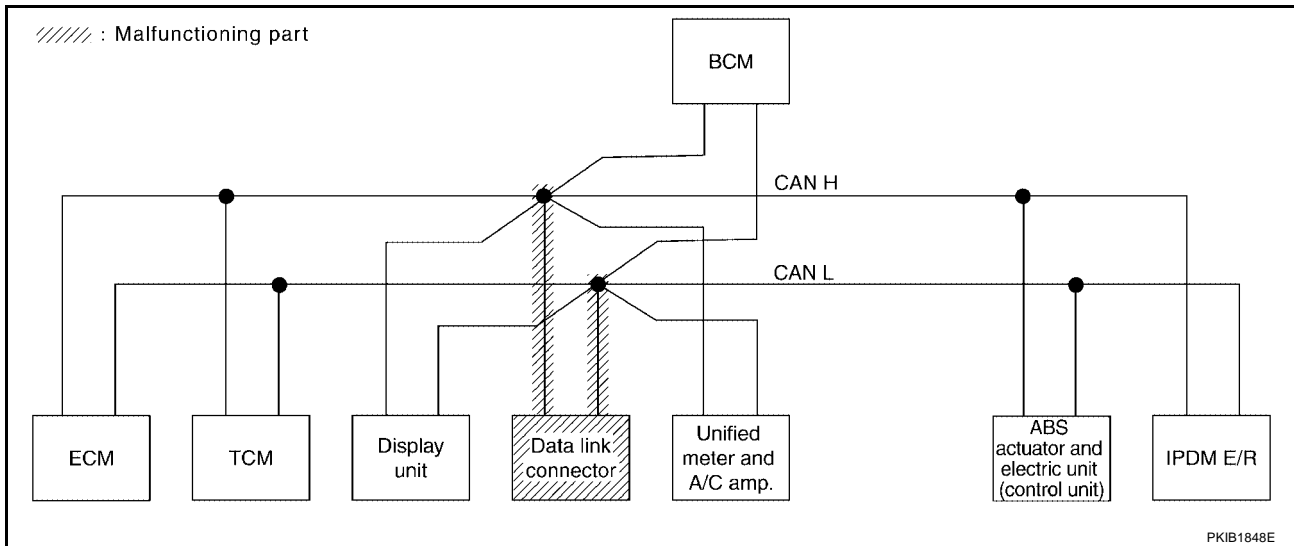 : Malfunctioning part
BCM
CAN H
CAN L
ECM
TCM
Display
unit
Data link
connector
Unified
meter and
A/C amp.
ABS
actuator and
electric unit
(control unit)
IPDM E/R
PKIB1848E